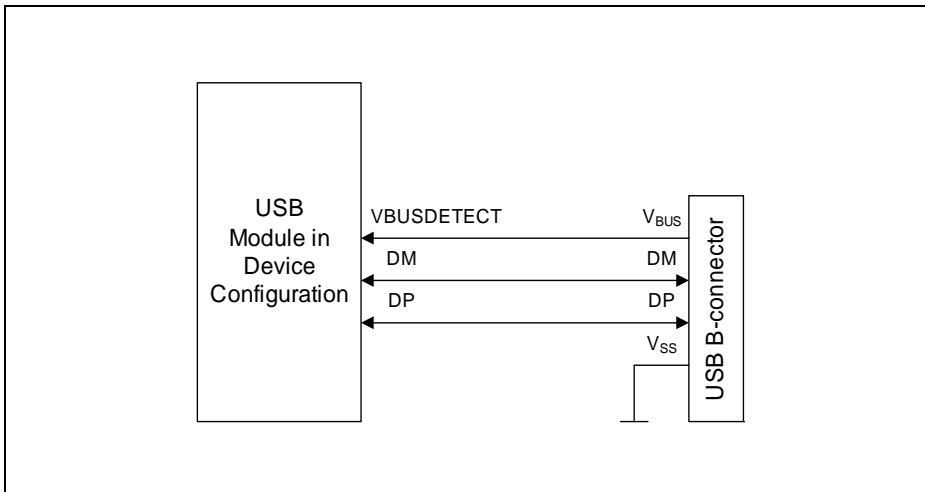 USB
Module in
Device
Configuration
VBUSDETECT
VBUS
DM
DM
DP
DP
VSS
USB B-connector